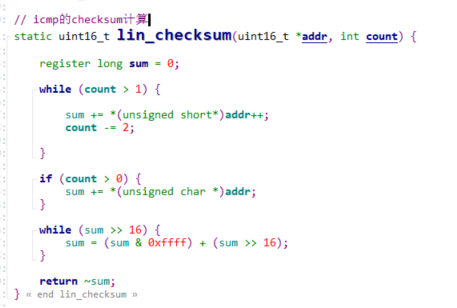 // icmp的checksum计算
static uint16_t lin_checksum(uint16_t *addr, int count) {
register long sum = 0;
while (count > 1) {
sum += *(unsigned short*)addr++;
count -= 2;
}
if (count > 0) {
sum += *(unsigned char *)addr;
}
while (sum >> 16) {
sum = (sum & 0xffff) + (sum >> 16);
}
return ~sum;
} « end lin_checksum »